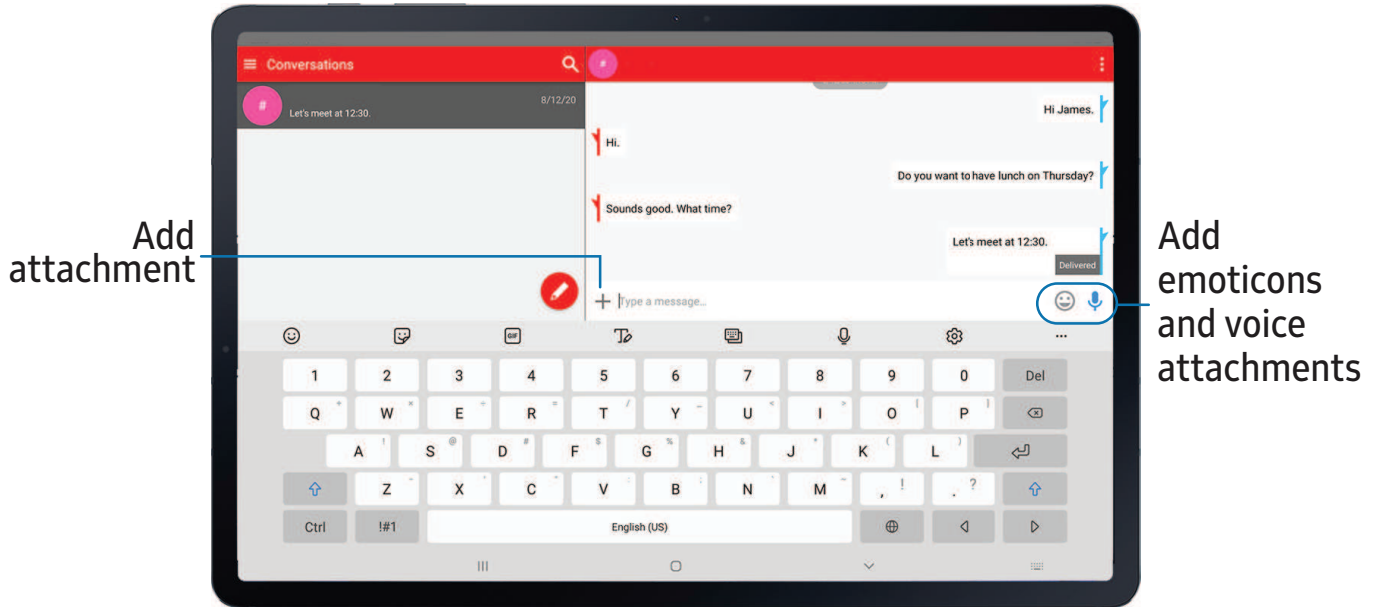 Conversations
#
#
8/12/20
Let's meet at 12:30.
Hi James.
Hi.
Do you want to have lunch on Thursday?
Sounds good. What time?
Let's meet at 12:30.
Delivered
Add
attachment
Add
emoticons
and voice
attachments
Type a message...
GIF
1 2 3 4 5 6 7 8 9 0 Del
Q W E R T Y U I O P
A S D F G H J K L
Z X C V B N M , ! . ?
Ctrl !#1 English (US)